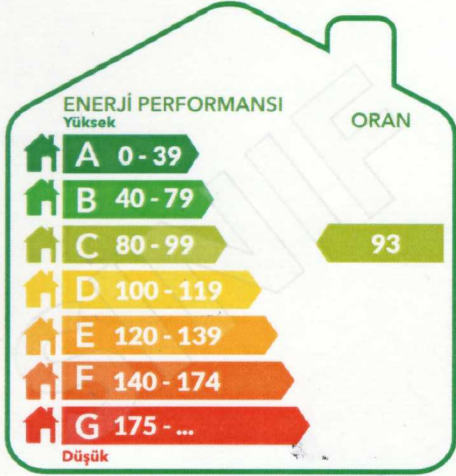 ENERJİ PERFORMANSI
Yüksek
ORAN
A 0 - 39
B 40 - 79
C 80 - 99 93
D 100 - 119
E 120 - 139
F 140 - 174
G 175 - ...
Düşük